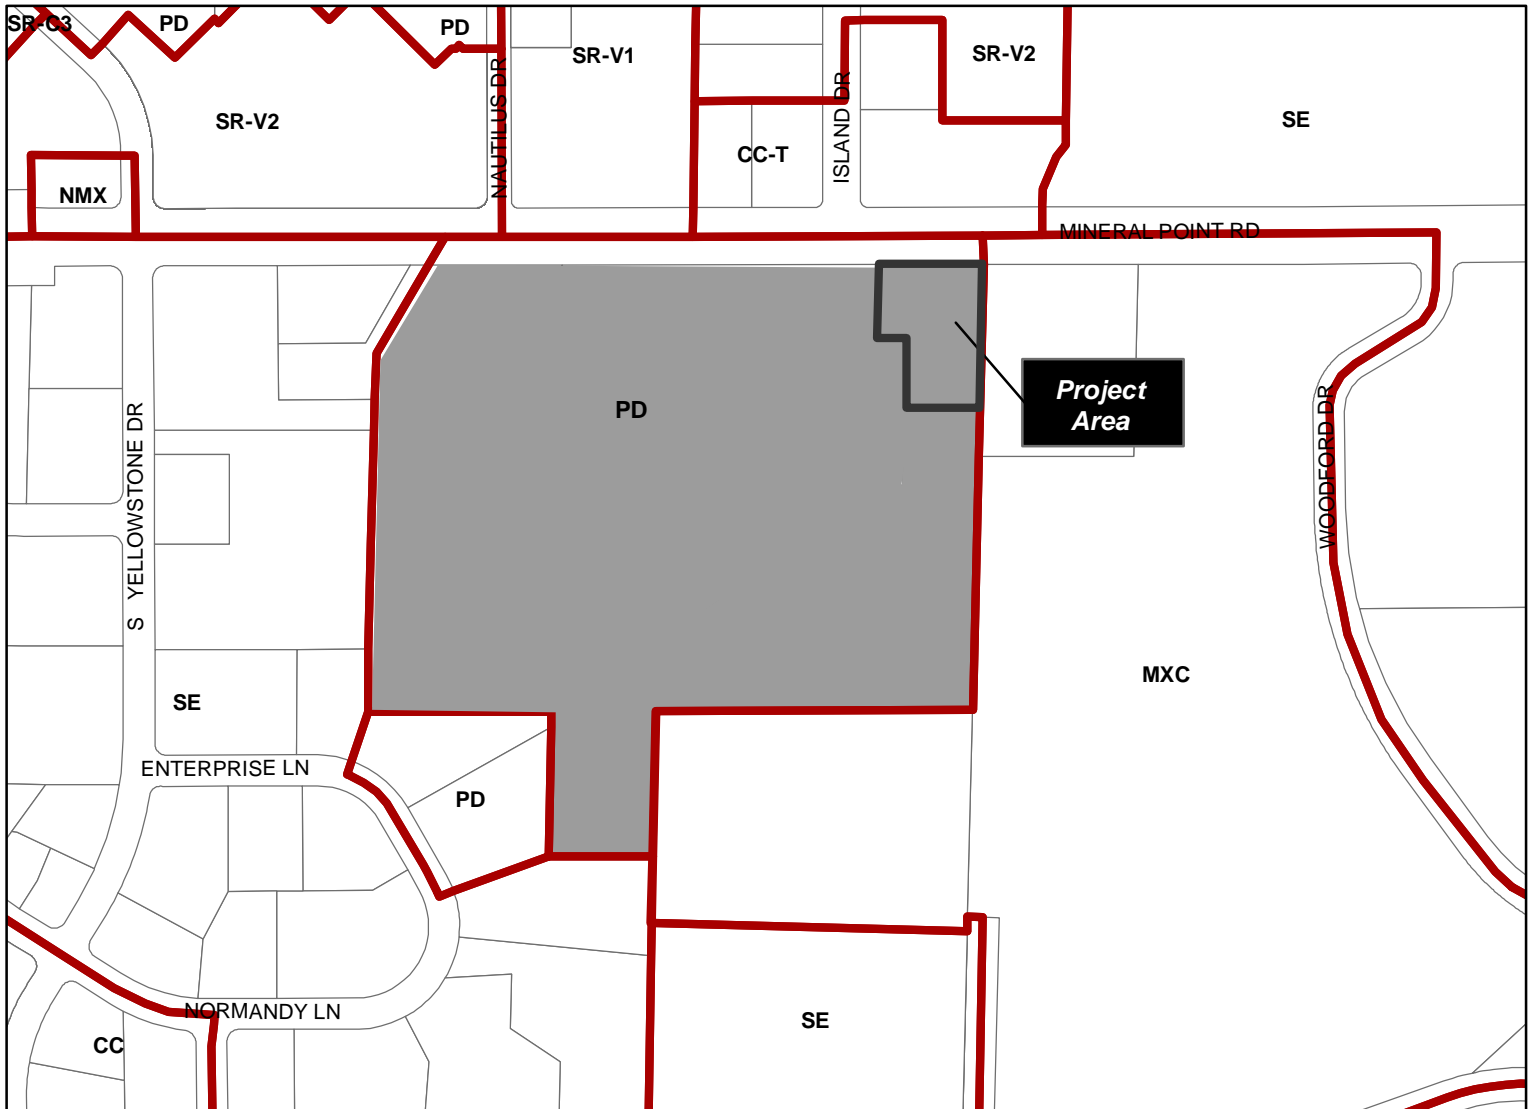 SR-C3
PD
PD
SR-V1
SR-V2
SR-V2
SE
NAUTILUS DR
ISLAND DR
CC-T
NMX
MINERAL POINT RD
PD
Project
Area
S YELLOWSTONE DR
WOODFORD DR
MXC
SE
ENTERPRISE LN
PD
NORMANDY LN
SE
CC